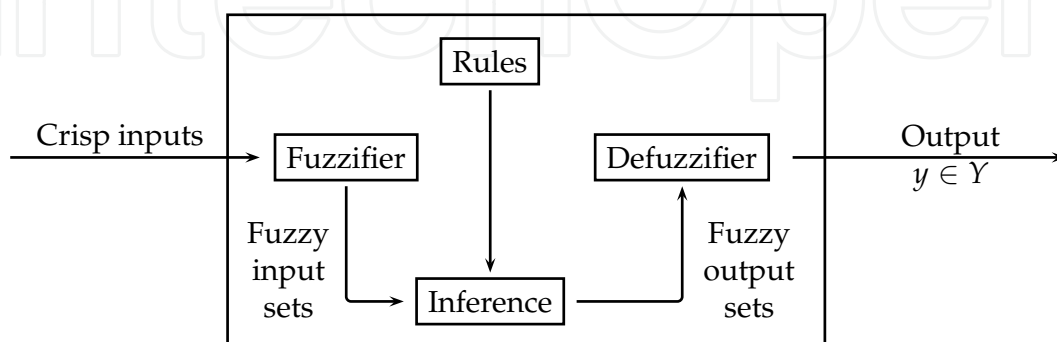 Rules
Crisp inputs
Fuzzifier
Defuzzifier
Output
y ∈ Y
Fuzzy
input
sets
Inference
Fuzzy
output
sets